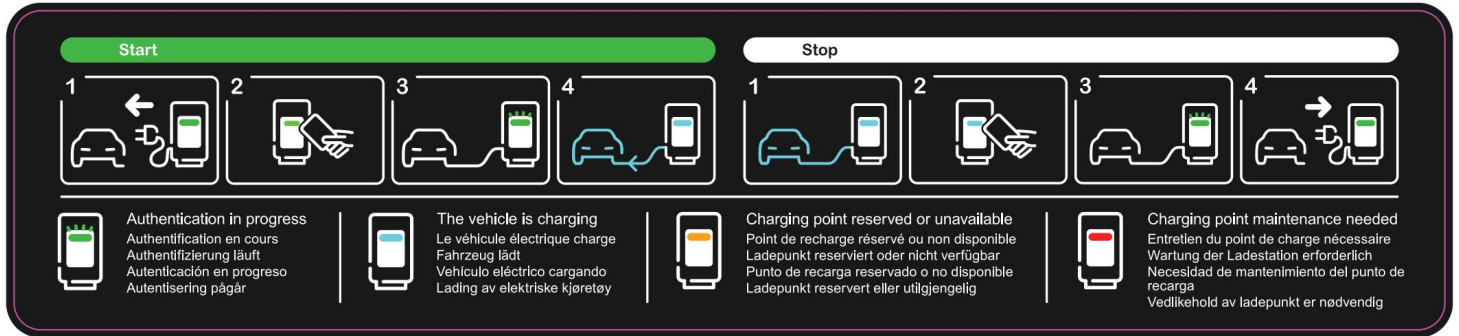 Start
1
2
3
4
Stop
1
2
3
4
Authentication in progress
Authentification en cours
Authentifizierung läuft
Autenticación en progreso
Autentisering pågår
The vehicle is charging
Le véhicule électrique charge
Fahrzeug lädt
Vehículo eléctrico cargando
Lading av elektriske kjøretøy
Charging point reserved or unavailable
Point de recharge réservé ou non disponible
Ladepunkt reserviert oder nicht verfügbar
Punto de recarga reservado o no disponible
Ladepunkt reservert eller utilgjengelig
Charging point maintenance needed
Entretien du point de charge nécessaire
Wartung der Ladestation erforderlich
Necesidad de mantenimiento del punto de
recarga
Vedlikehold av ladepunkt er nødvendig